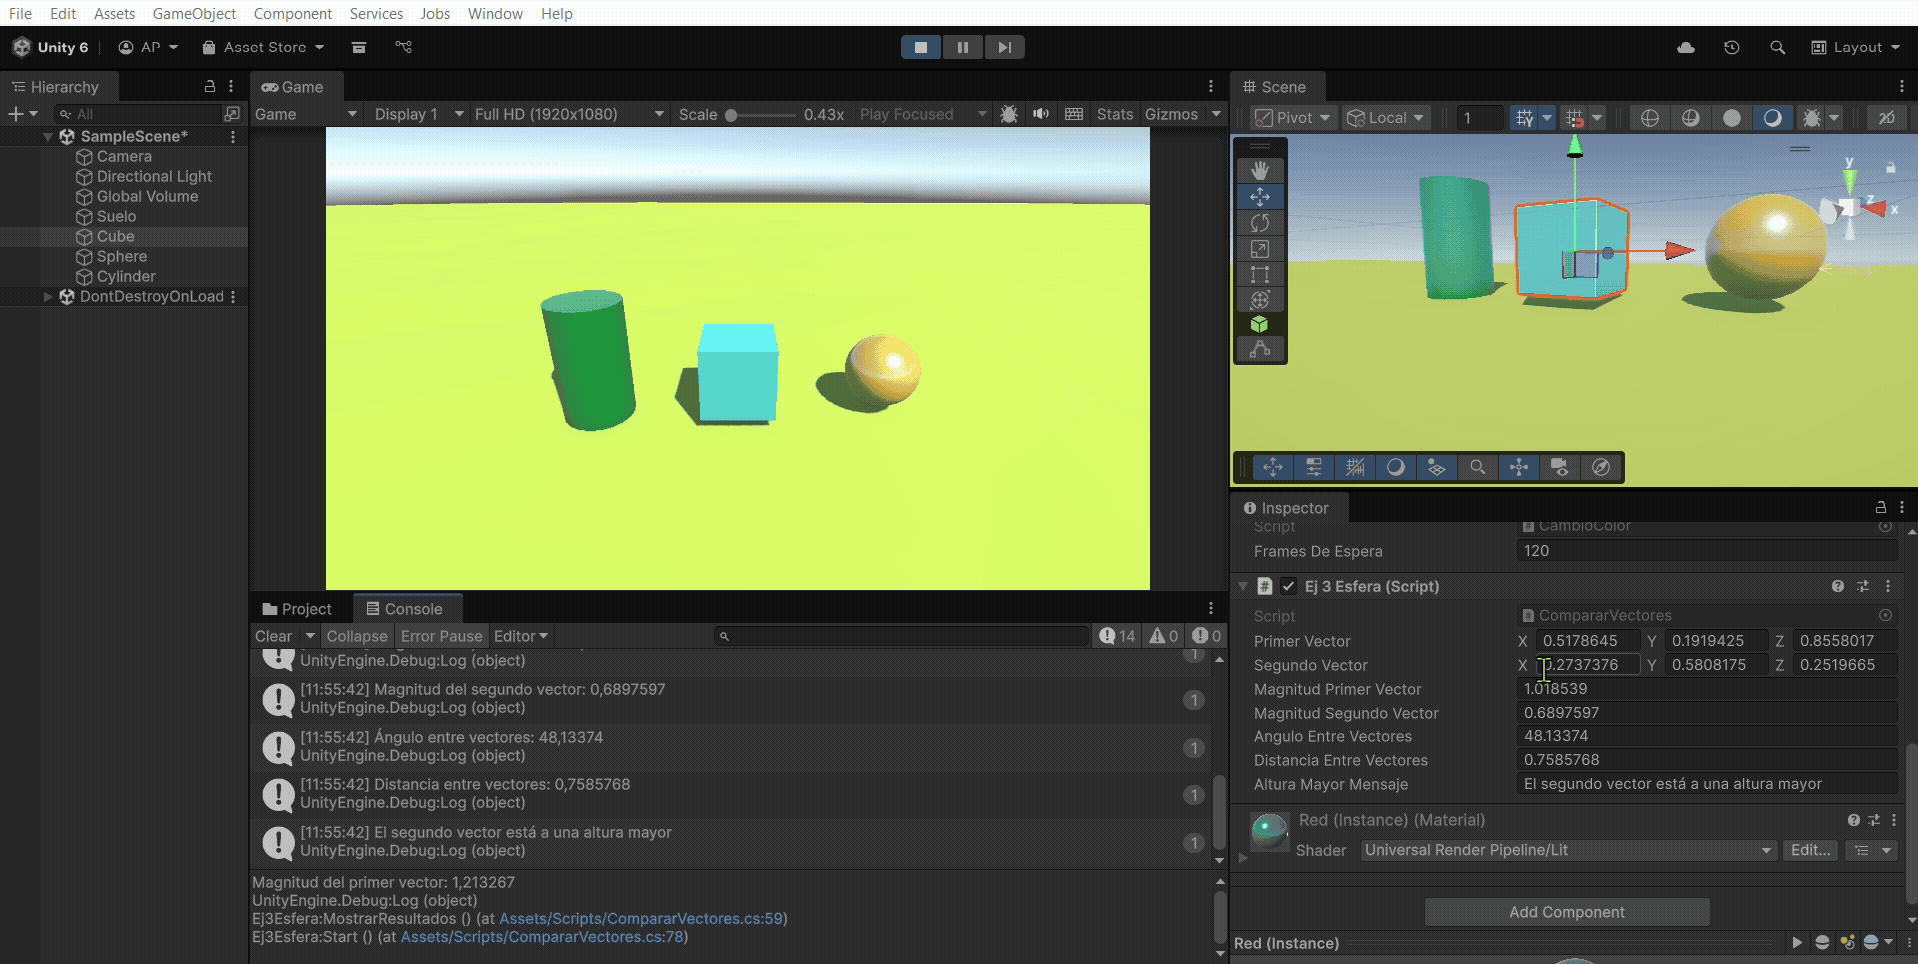 File Edit Assets GameObject Component Services Jobs Window Help
Unity 6 AP Asset Store Layout
Hierarchy
All
SampleScene*
Camera
Directional Light
Global Volume
Suelo
Cube
Sphere
Cylinder
DontDestroyOnLoad
Game
Game Display 1 Full HD (1920x1080) Scale 0.43x Play Focused Stats Gizmos
Scene
Pivot Local 1 2D
y
z
x
Project Console
Clear Collapse Error Pause Editor 14 0 0
UnityEngine.Debug:Log (object) 1
[11:55:42] Magnitud del segundo vector: 0,6897597
UnityEngine.Debug:Log (object) 1
[11:55:42] Ángulo entre vectores: 48,13374
UnityEngine.Debug:Log (object) 1
[11:55:42] Distancia entre vectores: 0,7585768
UnityEngine.Debug:Log (object) 1
[11:55:42] El segundo vector está a una altura mayor
UnityEngine.Debug:Log (object) 1
Magnitud del primer vector: 1,213267
UnityEngine.Debug:Log (object)
Ej3Esfera:MostrarResultados () (at Assets/Scripts/CompararVectores.cs:59)
Ej3Esfera:Start () (at Assets/Scripts/CompararVectores.cs:78)
Inspector
Script CambioColor
Frames De Espera 120
Ej 3 Esfera (Script)
Script CompararVectores
Primer Vector X 0.5178645 Y 0.1919425 Z 0.8558017
Segundo Vector X 0.2737376 Y 0.5808175 Z 0.2519665
Magnitud Primer Vector 1.018539
Magnitud Segundo Vector 0.6897597
Angulo Entre Vectores 48.13374
Distancia Entre Vectores 0.7585768
Altura Mayor Mensaje El segundo vector está a una altura mayor
Red (Instance) (Material)
Shader Universal Render Pipeline/Lit Edit...
Add Component
Red (Instance)